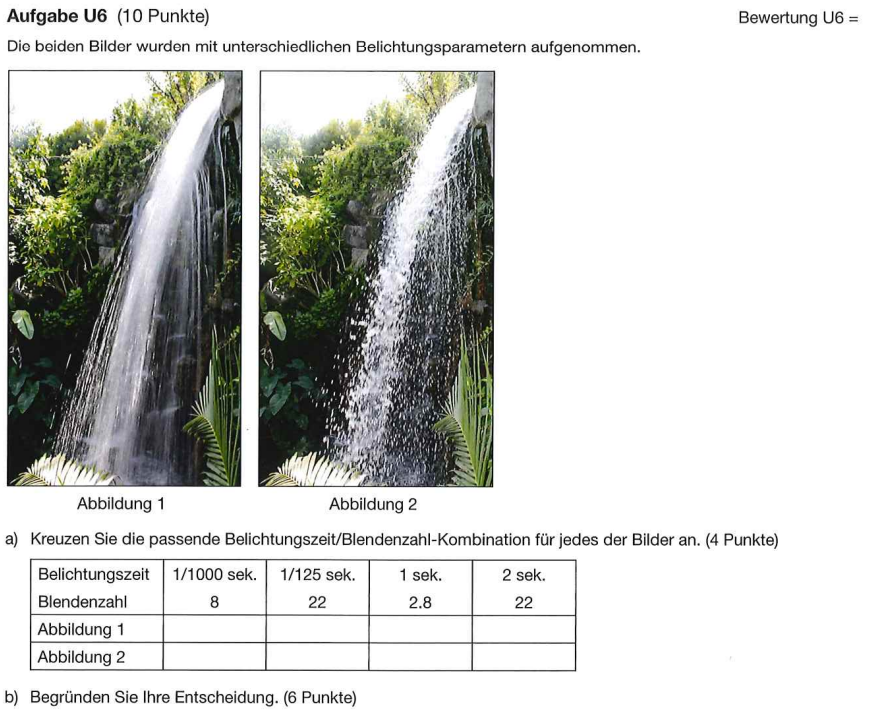 Aufgabe U6 (10 Punkte)
Bewertung U6 =
Die beiden Bilder wurden mit unterschiedlichen Belichtungsparametern aufgenommen.
Abbildung 1
Abbildung 2
a) Kreuzen Sie die passende Belichtungszeit/Blendenzahl-Kombination für jedes der Bilder an. (4 Punkte)
Belichtungszeit 1/1000 sek. 1/125 sek. 1 sek. 2 sek.
Blendenzahl 8 22 2.8 22
Abbildung 1
Abbildung 2
b) Begründen Sie Ihre Entscheidung. (6 Punkte)